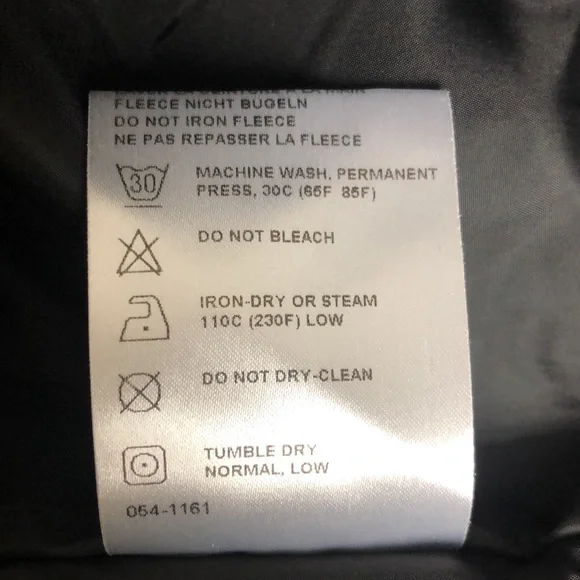 FLEECE NICHT BÜGELN
DO NOT IRON FLEECE
NE PAS REPASSER LA FLEECE
30
MACHINE WASH, PERMANENT
PRESS, 30C (65F 85F)
DO NOT BLEACH
IRON-DRY OR STEAM
110C (230F) LOW
DO NOT DRY-CLEAN
TUMBLE DRY
NORMAL, LOW
054-1161